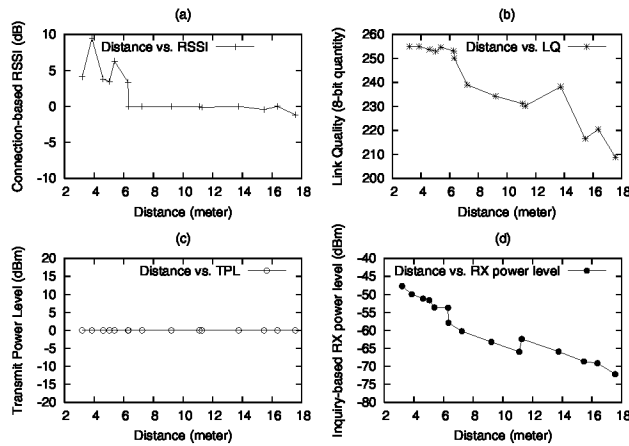 (a)
Connection-based RSSI (dB)
10
5
0
-5
-10
Distance vs. RSSI
2 4 6 8 10 12 14 16 18
Distance (meter)
(b)
Link Quality (8-bit quantity)
260
250
240
230
220
210
200
Distance vs. LQ
2 4 6 8 10 12 14 16 18
Distance (meter)
(c)
Transmit Power Level (dBm)
20
15
10
5
0
-5
-10
-15
-20
Distance vs. TPL
2 4 6 8 10 12 14 16 18
Distance (meter)
(d)
Inquiry-based RX power level (dBm)
-40
-45
-50
-55
-60
-65
-70
-75
-80
Distance vs. RX power level
2 4 6 8 10 12 14 16 18
Distance (meter)